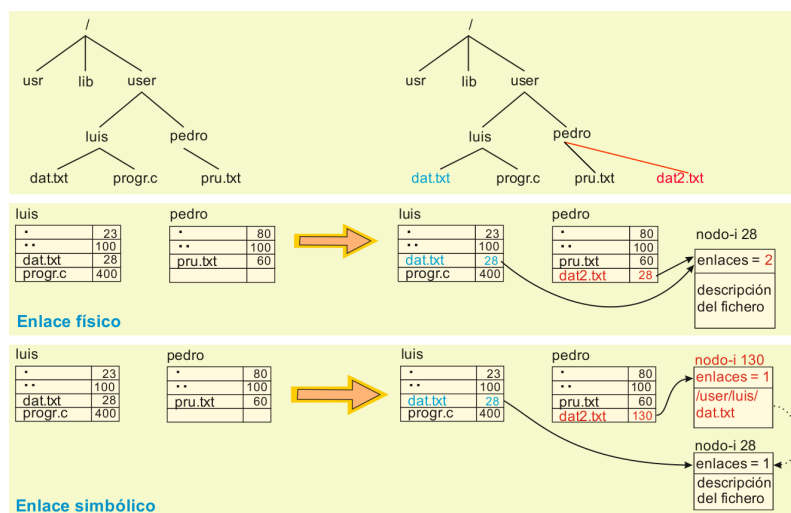 /
usr lib user
luis pedro
dat.txt progr.c pru.txt
/
usr lib user
luis pedro
dat.txt progr.c pru.txt dat2.txt
luis
. 23
.. 100
dat.txt 28
progr.c 400
pedro
. 80
.. 100
pru.txt 60
luis
. 23
.. 100
dat.txt 28
progr.c 400
pedro
. 80
.. 100
pru.txt 60
dat2.txt 28
nodo-i 28
enlaces = 2
descripción
del fichero
Enlace físico
luis
. 23
.. 100
dat.txt 28
progr.c 400
pedro
. 80
.. 100
pru.txt 60
luis
. 23
.. 100
dat.txt 28
progr.c 400
pedro
. 80
.. 100
pru.txt 60
dat2.txt 130
nodo-i 130
enlaces = 1
/user/luis/
dat.txt
nodo-i 28
enlaces = 1
descripción
del fichero
Enlace simbólico